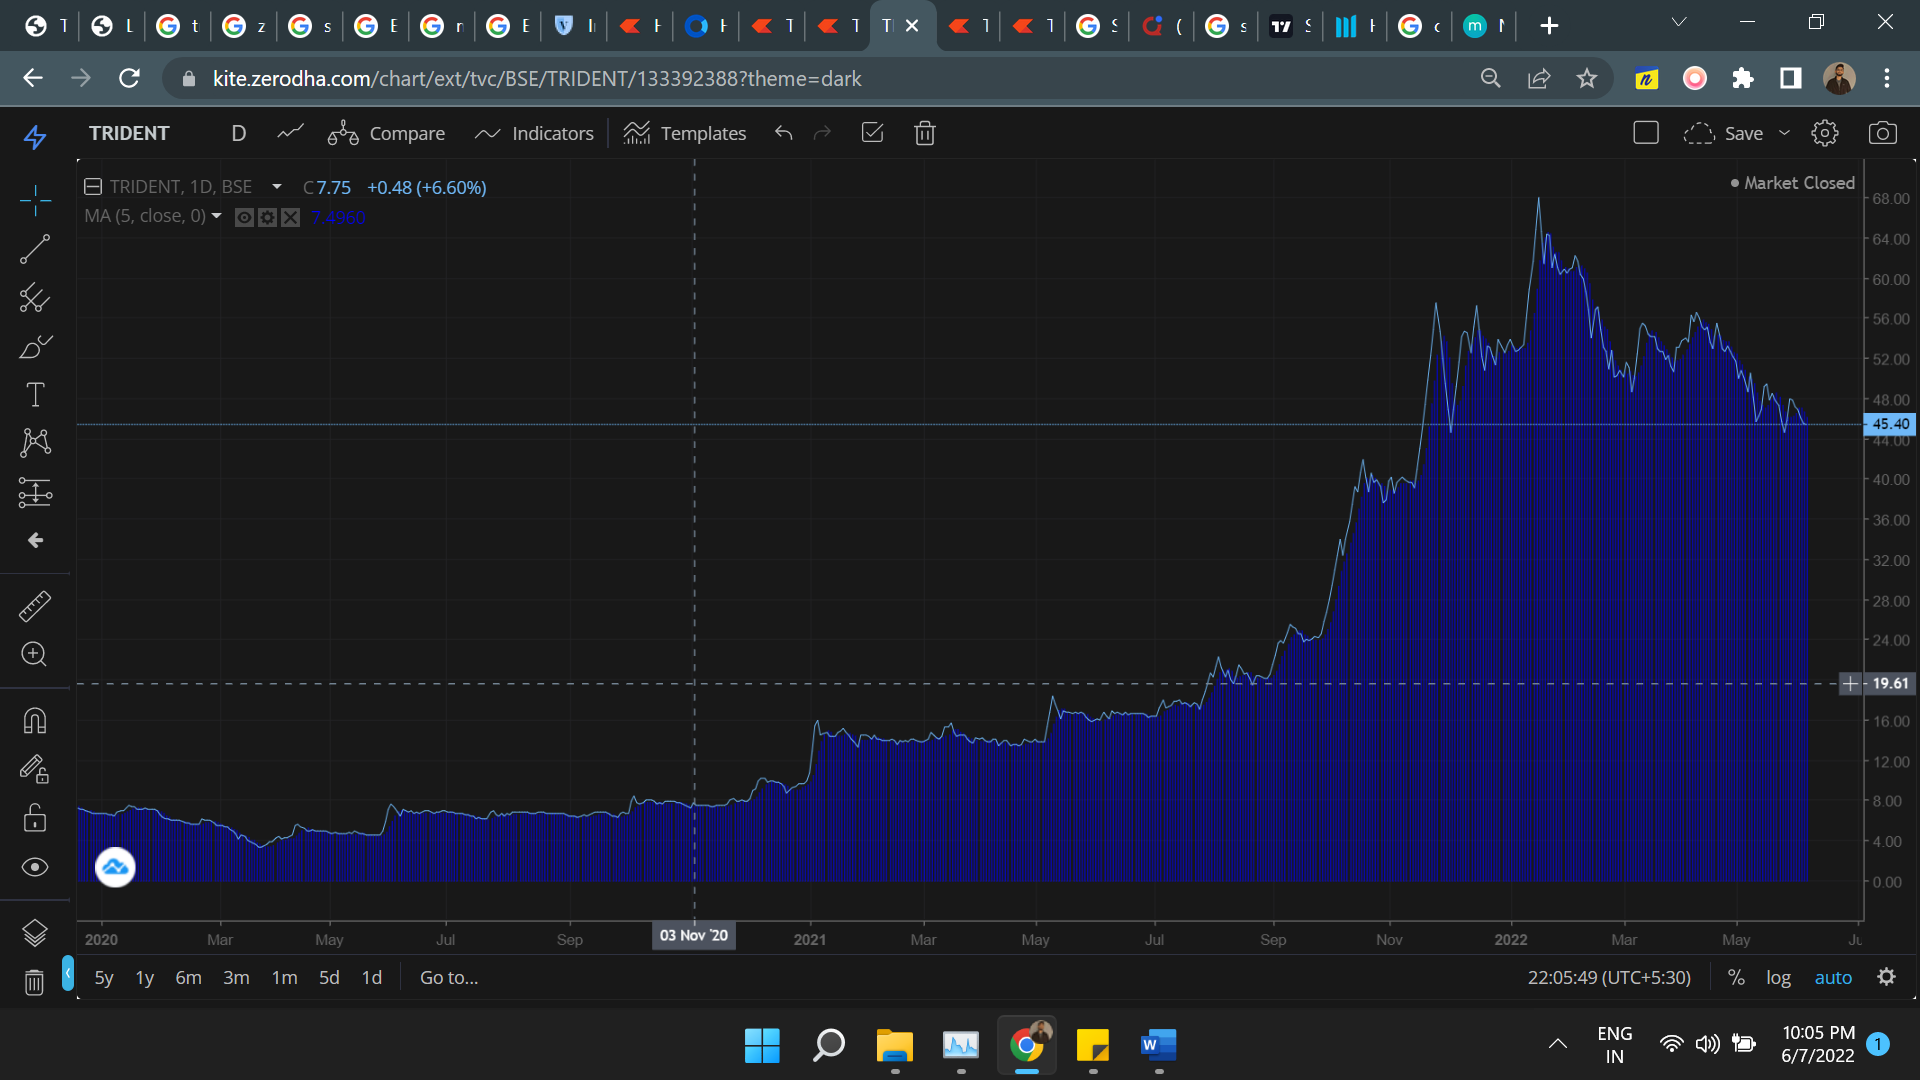 kite.zerodha.com/chart/ext/tvc/BSE/TRIDENT/133392388?theme=dark
TRIDENT D Compare Indicators Templates Save
TRIDENT, 1D, BSE C7.75 +0.48 (+6.60%)
Market Closed
MA (5, close, 0) 7.4980
68.00
64.00
60.00
56.00
52.00
48.00
45.40
44.00
40.00
36.00
32.00
28.00
24.00
19.61
16.00
12.00
8.00
4.00
0.00
2020 Mar May Jul Sep 03 Nov '20 2021 Mar May Jul Sep Nov 2022 Mar May
5y 1y 6m 3m 1m 5d 1d Go to... 22:05:49 (UTC+5:30) % log auto
ENG 10:05 PM
IN 6/7/2022 1